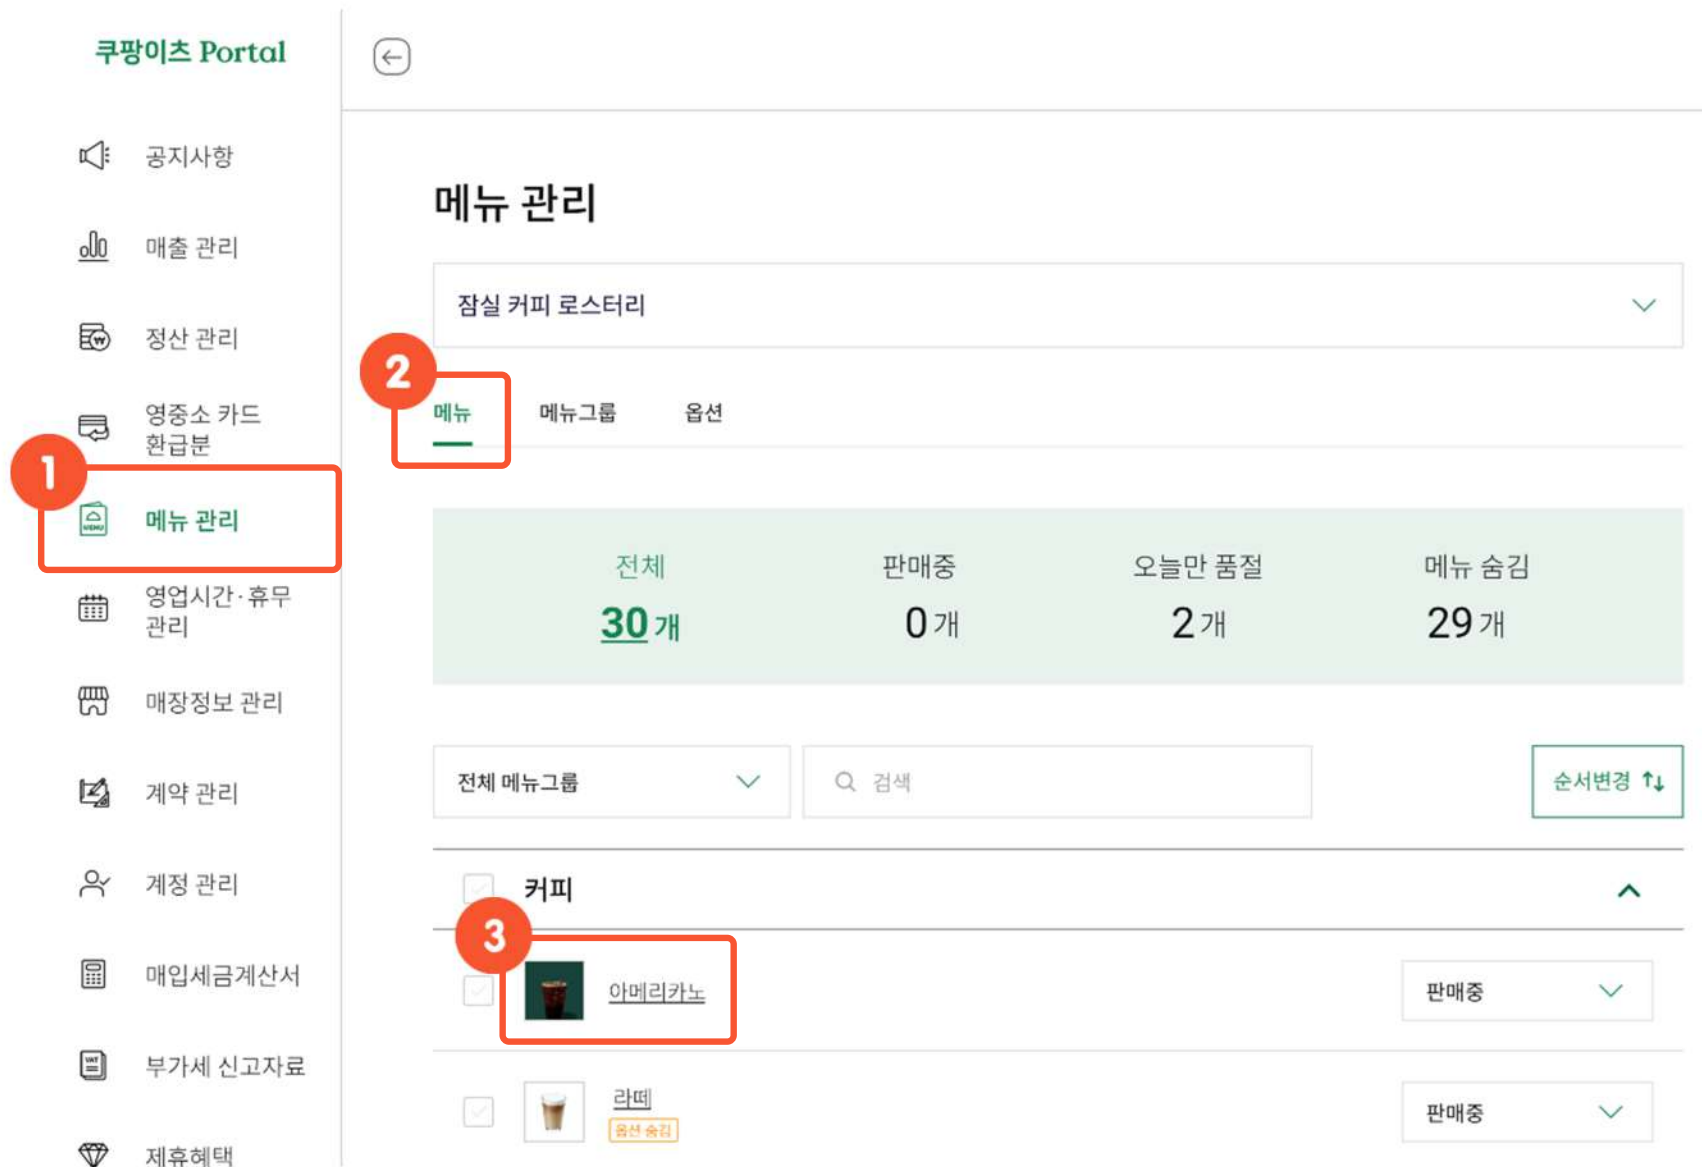 쿠팡이츠 Portal
공지사항
매출 관리
정산 관리
영중소 카드
환급분
1
메뉴 관리
MENU
영업시간·휴무
관리
매장정보 관리
계약 관리
계정 관리
매입세금계산서
VAT
부가세 신고자료
제휴혜택
메뉴 관리
잠실 커피 로스터리
2
메뉴 메뉴그룹 옵션
전체 판매중 오늘만 품절 메뉴 숨김
30개 0개 2개 29개
전체 메뉴그룹 검색 순서변경
커피
3
아메리카노 판매중
라떼 판매중
옵션 숨김